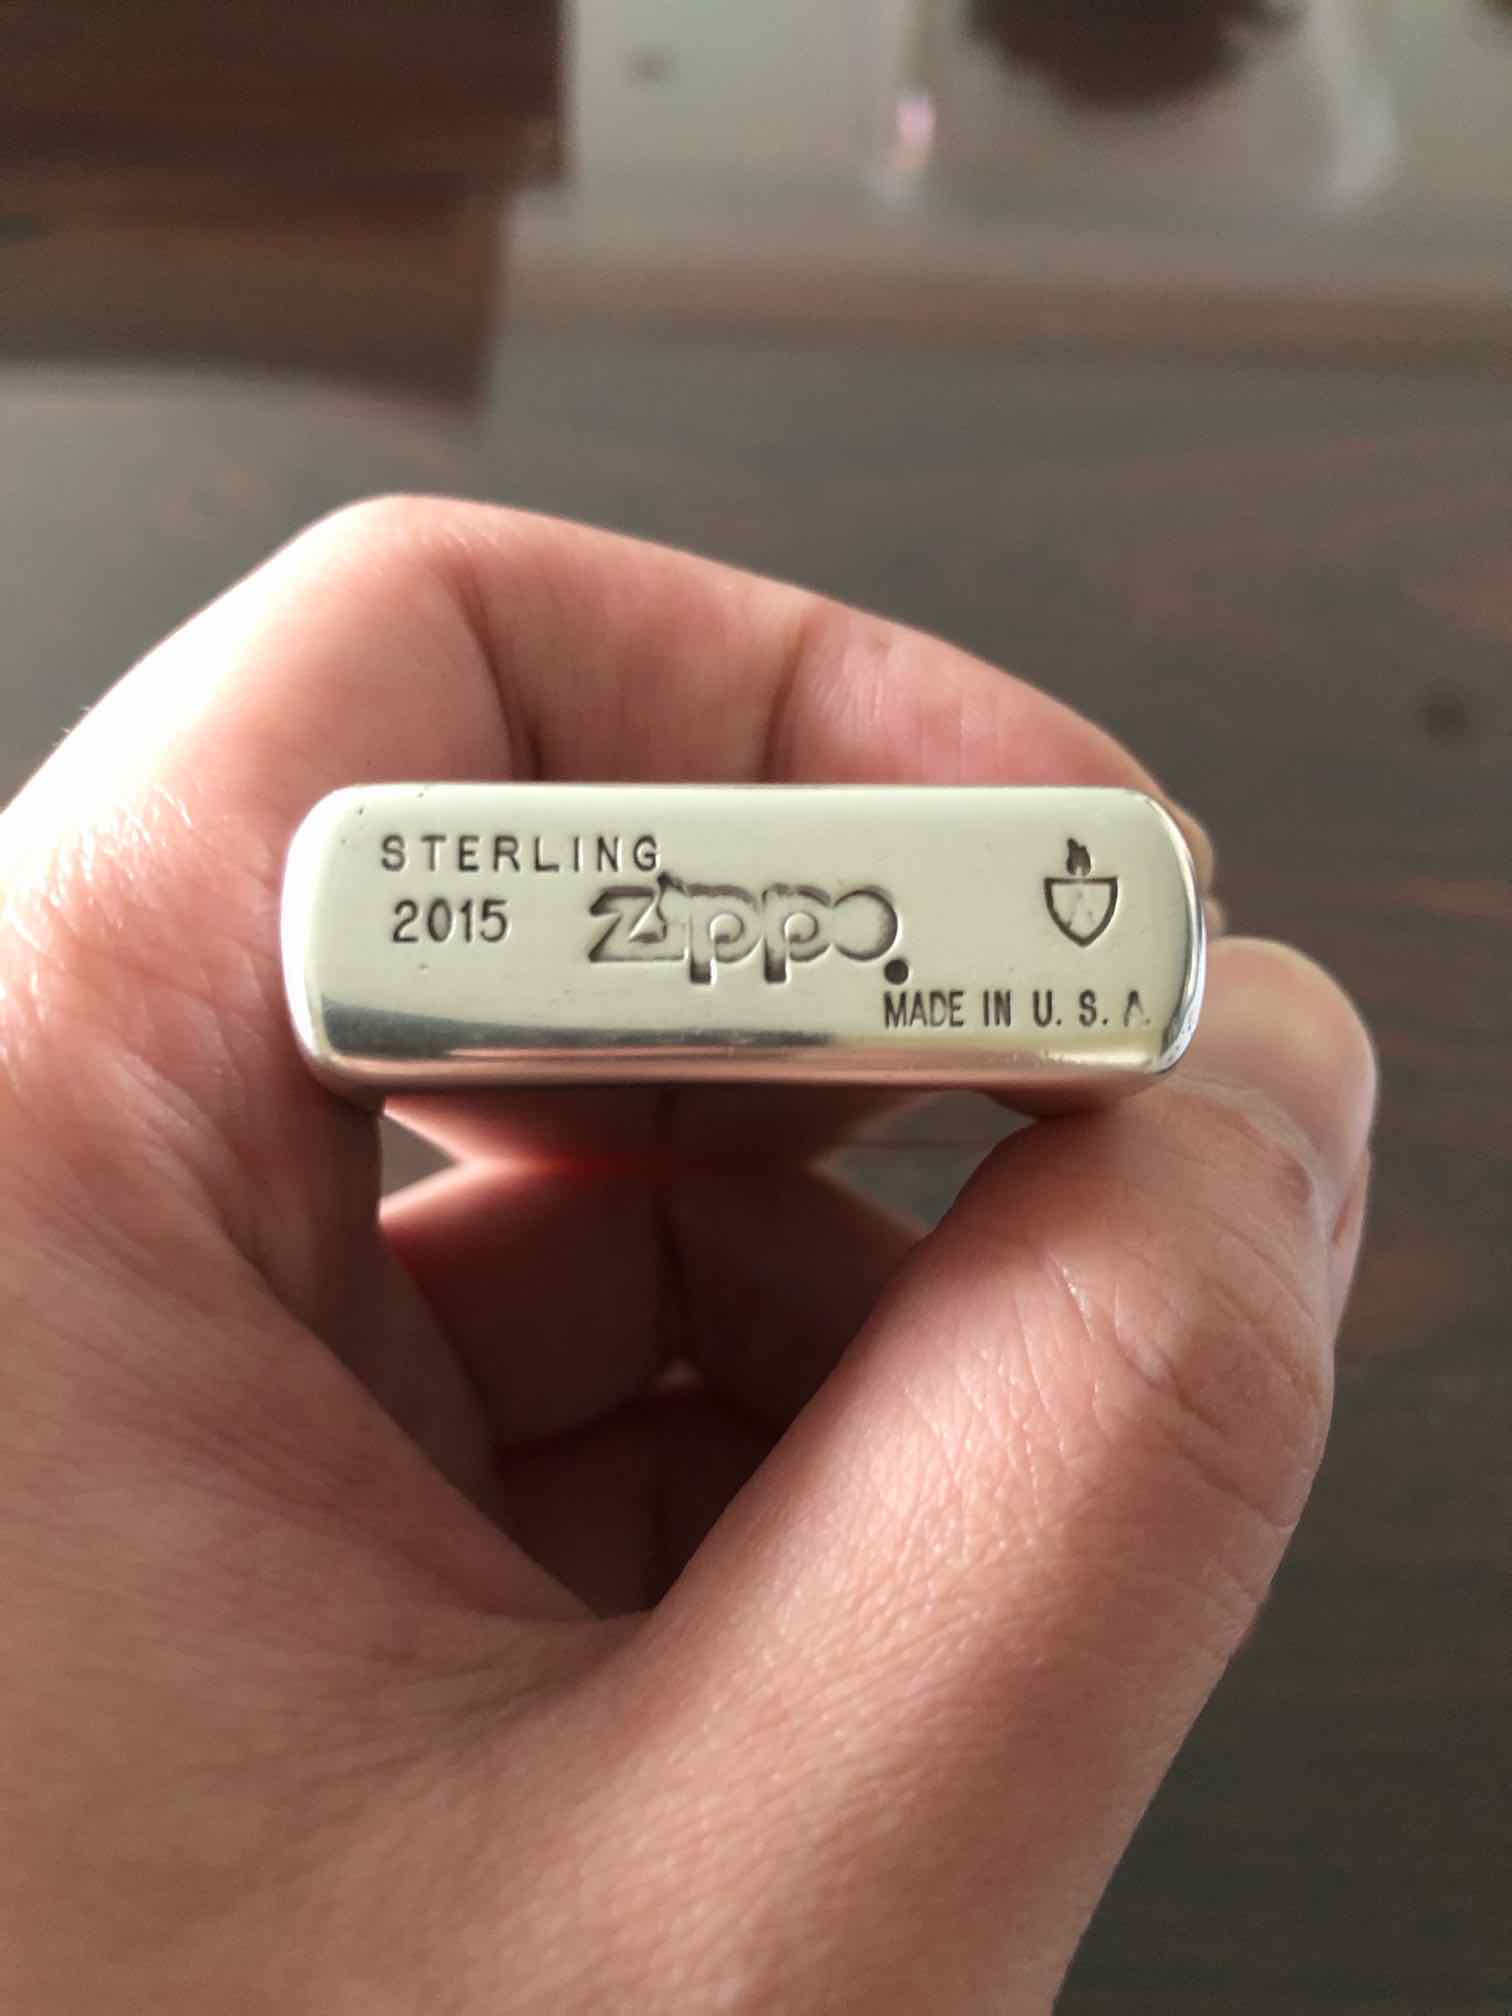 STERLING
2015
zippo
MADE IN U. S. A.